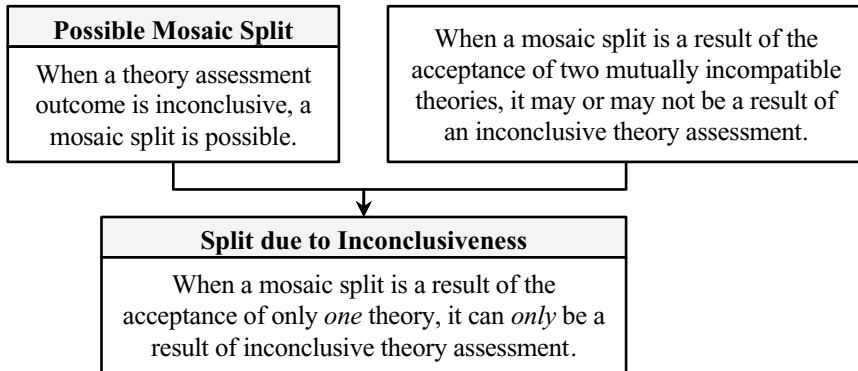 Possible Mosaic Split
When a theory assessment
outcome is inconclusive, a
mosaic split is possible.
When a mosaic split is a result of the
acceptance of two mutually incompatible
theories, it may or may not be a result of
an inconclusive theory assessment.
Split due to Inconclusiveness
When a mosaic split is a result of the
acceptance of only one theory, it can only be a
result of inconclusive theory assessment.